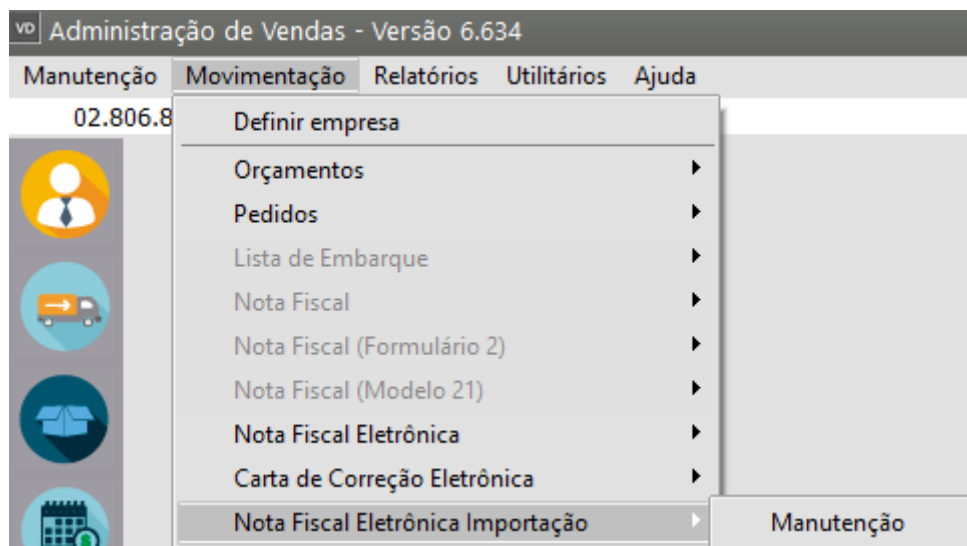 VD Administração de Vendas - Versão 6.634
Manutenção Movimentação Relatórios Utilitários Ajuda
02.806.8
Definir empresa
Orçamentos
Pedidos
Lista de Embarque
Nota Fiscal
Nota Fiscal (Formulário 2)
Nota Fiscal (Modelo 21)
Nota Fiscal Eletrônica
Carta de Correção Eletrônica
Nota Fiscal Eletrônica Importação Manutenção